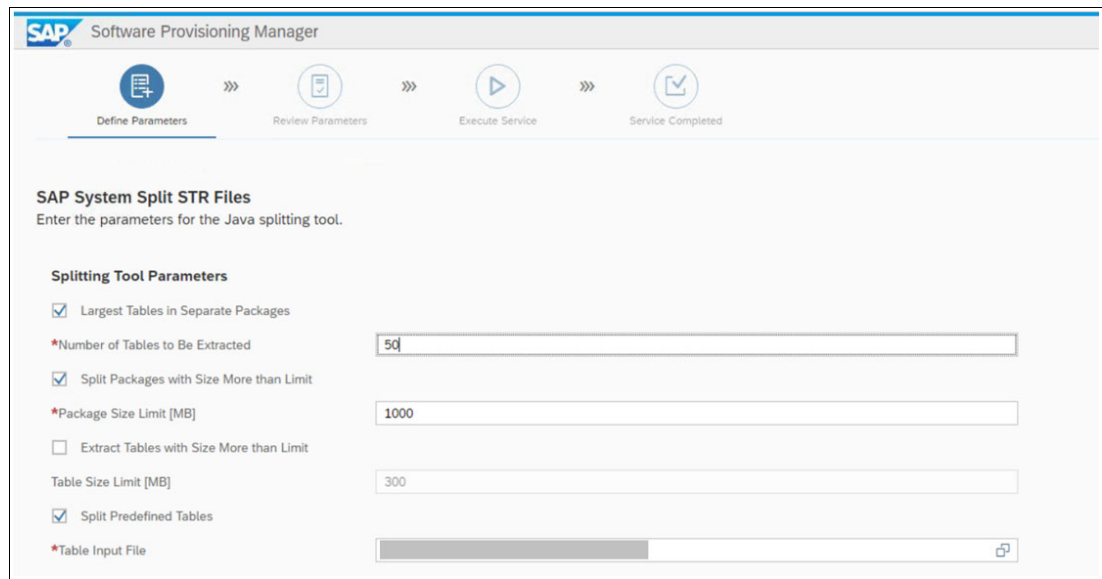 SAP® Software Provisioning Manager
Define Parameters
Review Parameters
Execute Service
Service Completed
SAP System Split STR Files
Enter the parameters for the Java splitting tool.
Splitting Tool Parameters
Largest Tables in Separate Packages
*Number of Tables to Be Extracted 50
Split Packages with Size More than Limit
*Package Size Limit [MB] 1000
Extract Tables with Size More than Limit
Table Size Limit [MB] 300
Split Predefined Tables
*Table Input File